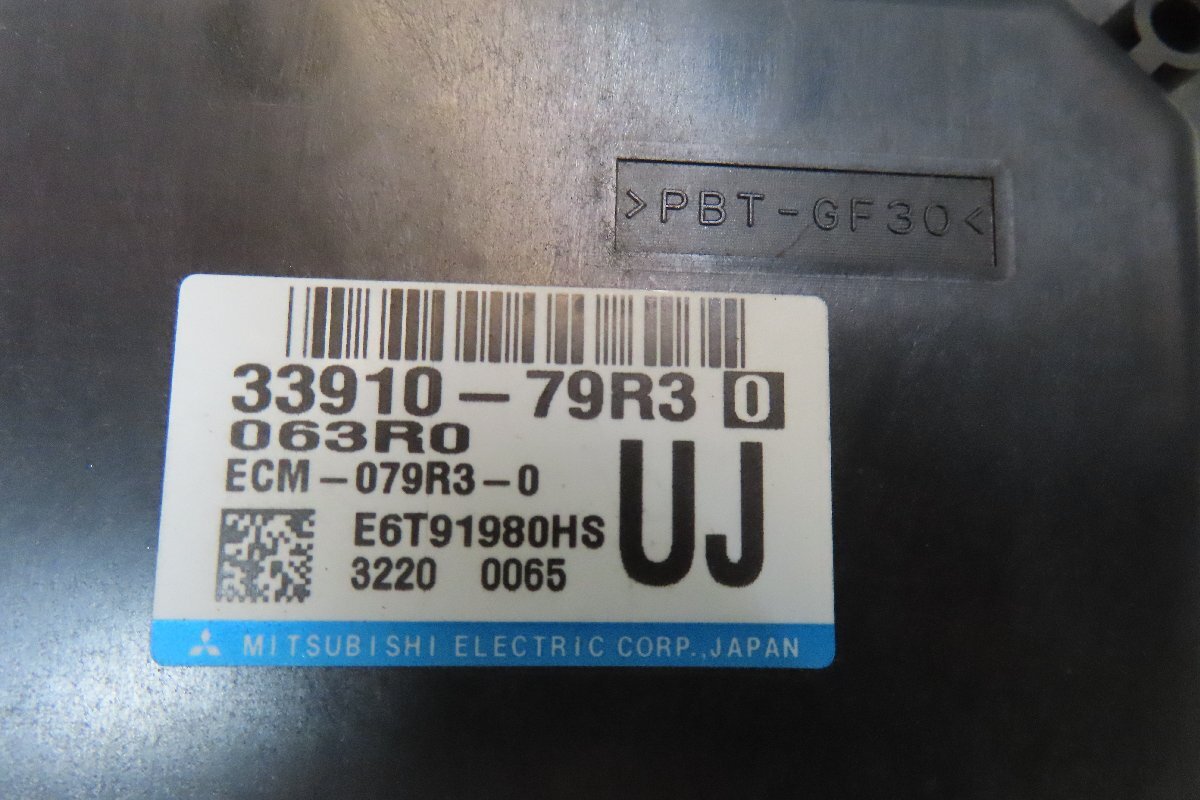 >PBT-GF30<
33910-79R3 0
063R0
ECM-079R3-0
UJ
E6T91980HS
3220 0065
MITSUBISHI ELECTRIC CORP.,JAPAN